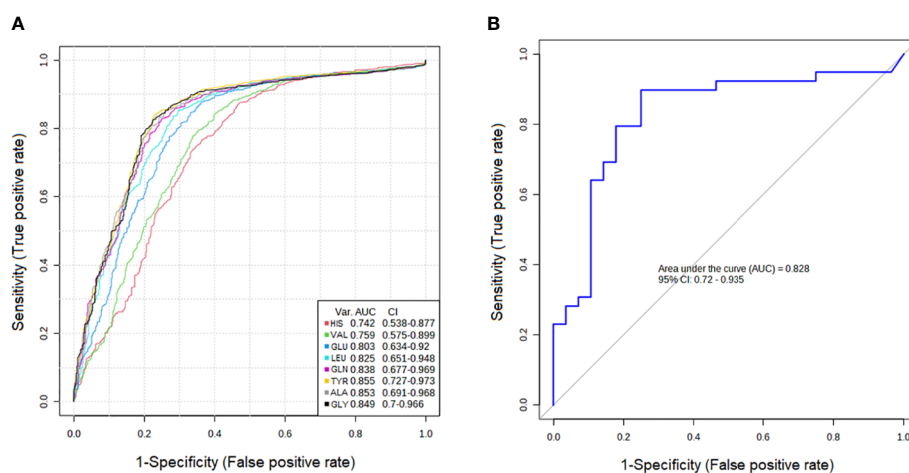 A
Sensitivity (True positive rate)
1.0
0.8
0.6
0.4
0.2
0.0
Var. AUC CI
HIS 0.742 0.538-0.877
VAL 0.759 0.575-0.899
GLU 0.803 0.634-0.92
LEU 0.825 0.651-0.948
GLN 0.838 0.677-0.969
TYR 0.855 0.727-0.973
ALA 0.853 0.691-0.968
GLY 0.849 0.7-0.966
0.0 0.2 0.4 0.6 0.8 1.0
1-Specificity (False positive rate)
B
Sensitivity (True positive rate)
1.0
0.8
0.6
0.4
0.2
0.0
Area under the curve (AUC) = 0.828
95% CI: 0.72 - 0.935
0.0 0.2 0.4 0.6 0.8 1.0
1-Specificity (False positive rate)